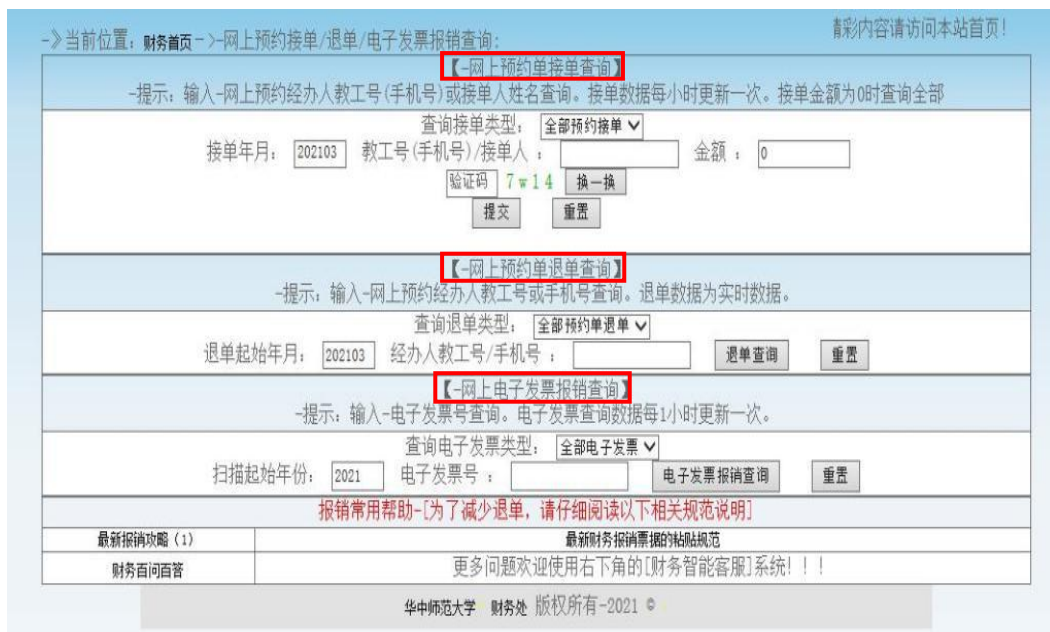 精彩内容请访问本站首页!
-》当前位置: 财务首页->-网上预约接单/退单/电子发票报销查询:
【-网上预约单接单查询】
-提示: 输入-网上预约经办人教工号(手机号)或接单人姓名查询。接单数据每小时更新一次。接单金额为0时查询全部
查询接单类型: 全部预约接单
接单年月: 202103 教工号(手机号)/接单人 : 金额 : 0
验证码 7w14 换一换
提交 重置
【-网上预约单退单查询】
-提示: 输入-网上预约经办人教工号或手机号查询。退单数据为实时数据。
查询退单类型: 全部预约单退单
退单起始年月: 202103 经办人教工号/手机号 : 退单查询 重置
【-网上电子发票报销查询】
-提示: 输入-电子发票号查询。电子发票查询数据每1小时更新一次。
查询电子发票类型: 全部电子发票
扫描起始年份: 2021 电子发票号 : 电子发票报销查询 重置
报销常用帮助-[为了减少退单, 请仔细阅读以下相关规范说明]
最新报销攻略 (1) 最新财务报销票据的粘贴规范
财务百问百答 更多问题欢迎使用右下角的[财务智能客服]系统!!!
华中师范大学 财务处 版权所有-2021 ©